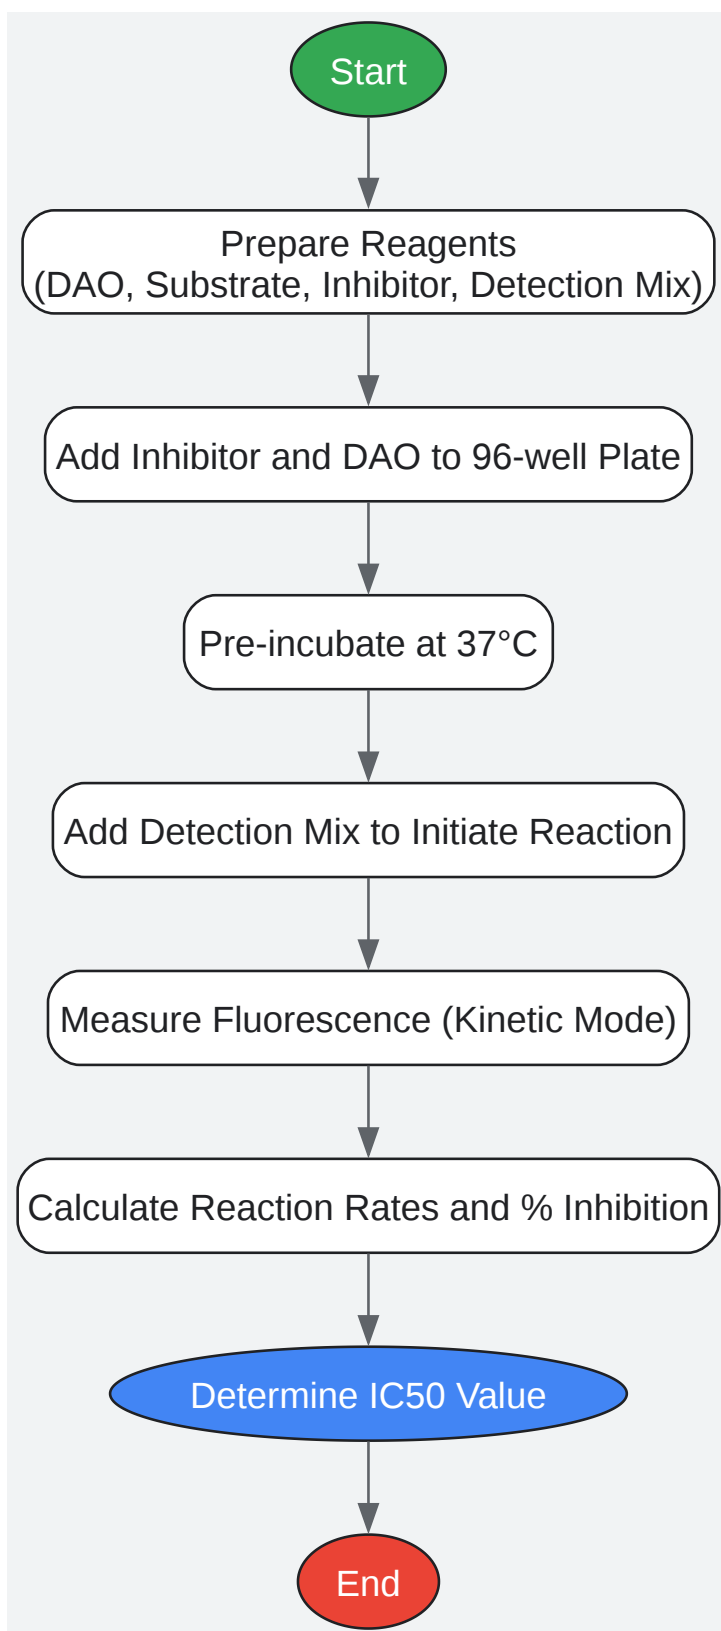 Start
Prepare Reagents
(DAO, Substrate, Inhibitor, Detection Mix)
Add Inhibitor and DAO to 96-well Plate
Pre-incubate at 37°C
Add Detection Mix to Initiate Reaction
Measure Fluorescence (Kinetic Mode)
Calculate Reaction Rates and % Inhibition
Determine IC50 Value
End